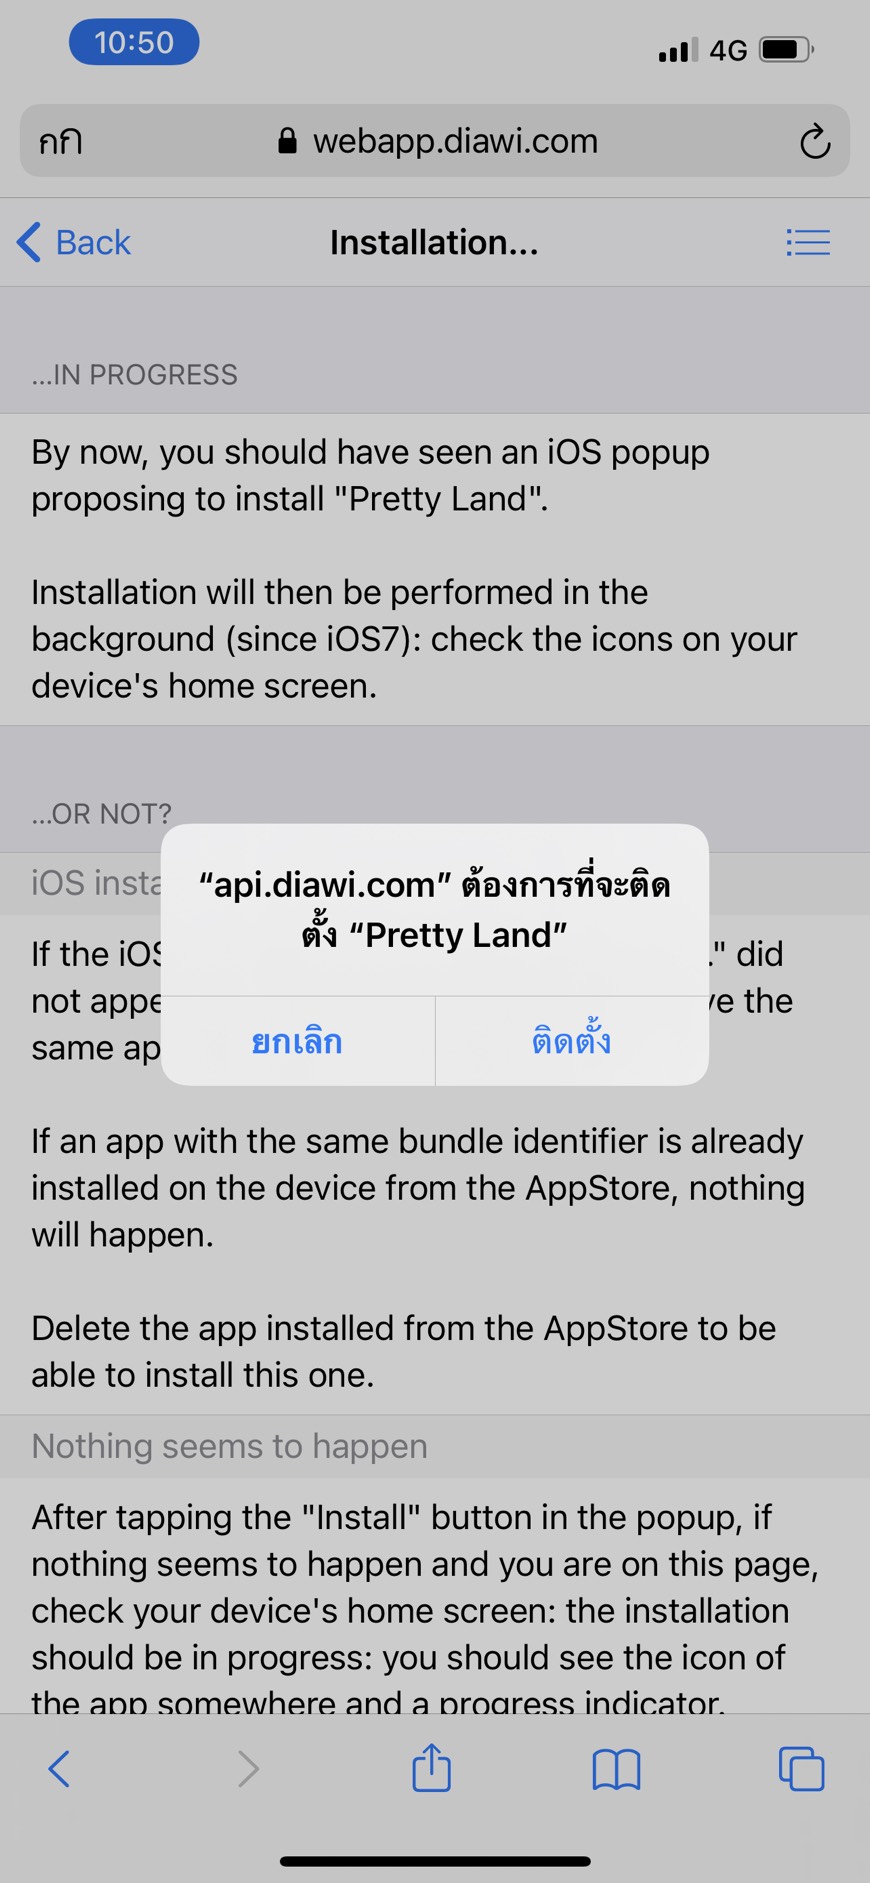 10:50
4G
กก webapp.diawi.com
Back Installation...
...IN PROGRESS
By now, you should have seen an iOS popup
proposing to install "Pretty Land".
Installation will then be performed in the
background (since iOS7): check the icons on your
device's home screen.
...OR NOT?
iOS insta
“api.diawi.com” ต้องการที่จะติด
ตั้ง “Pretty Land”
ยกเลิก ติดตั้ง
If the iOS ." did
not appe ve the
same ap
If an app with the same bundle identifier is already
installed on the device from the AppStore, nothing
will happen.
Delete the app installed from the AppStore to be
able to install this one.
Nothing seems to happen
After tapping the "Install" button in the popup, if
nothing seems to happen and you are on this page,
check your device's home screen: the installation
should be in progress: you should see the icon of
the app somewhere and a progress indicator.